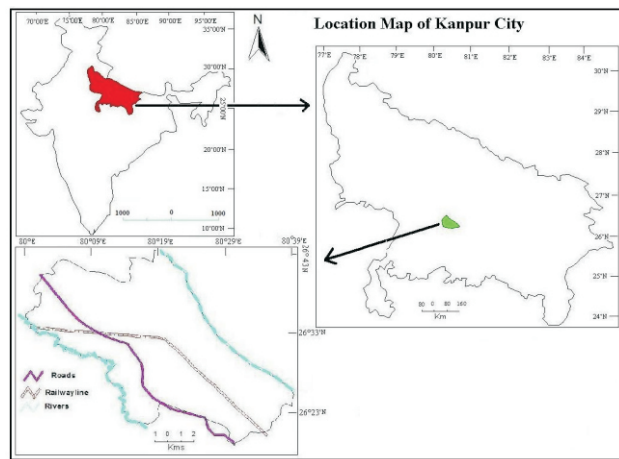 Location Map of Kanpur City
N
70°00'E 75°00'E 80°00'E 85°00'E 90°00'E 95°00'E
35°00'N
30°00'N
25°00'N
20°00'N
15°00'N
10°00'N
1000 0 1000
77°E 78°E 79°E 80°E 81°E 82°E 83°E 84°E
30°N
29°N
28°N
27°N
26°N
25°N
24°N
80 0 80 160
Km
80°E 80°09'E 80°19'E 80°29'E 80°39'E
26°43'N
26°33'N
26°23'N
Roads
Railwayline
Rivers
1 0 1 2
Kms